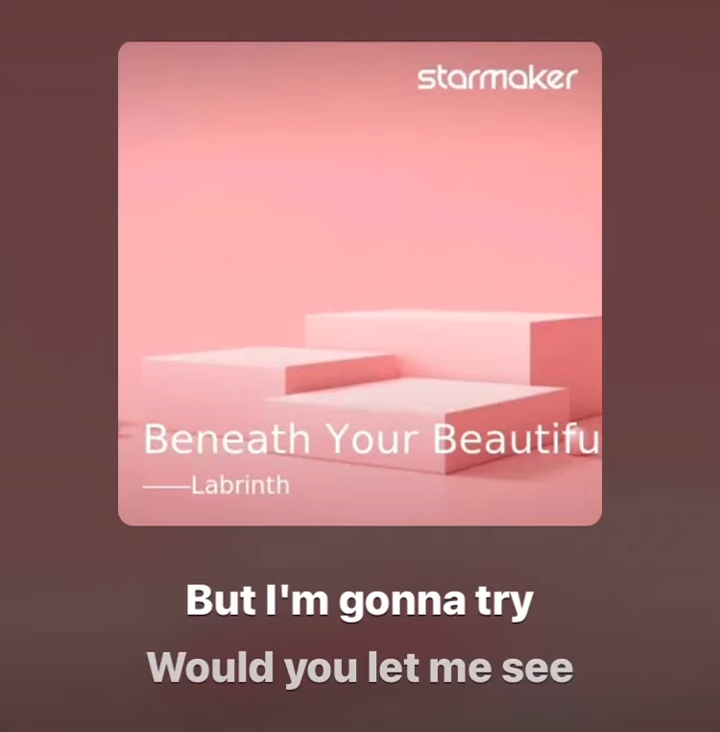 starmaker
Beneath Your Beautifu
——Labrinth
But I'm gonna try
Would you let me see